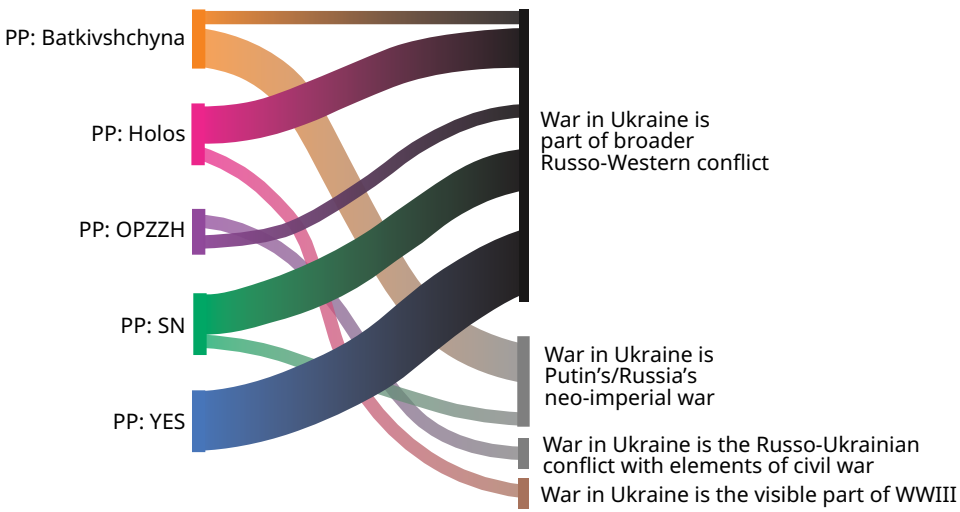 PP: Batkivshchyna
PP: Holos
PP: OPZZH
PP: SN
PP: YES
War in Ukraine is
part of broader
Russo-Western conflict
War in Ukraine is
Putin’s/Russia’s
neo-imperial war
War in Ukraine is the Russo-Ukrainian
conflict with elements of civil war
War in Ukraine is the visible part of WWIII